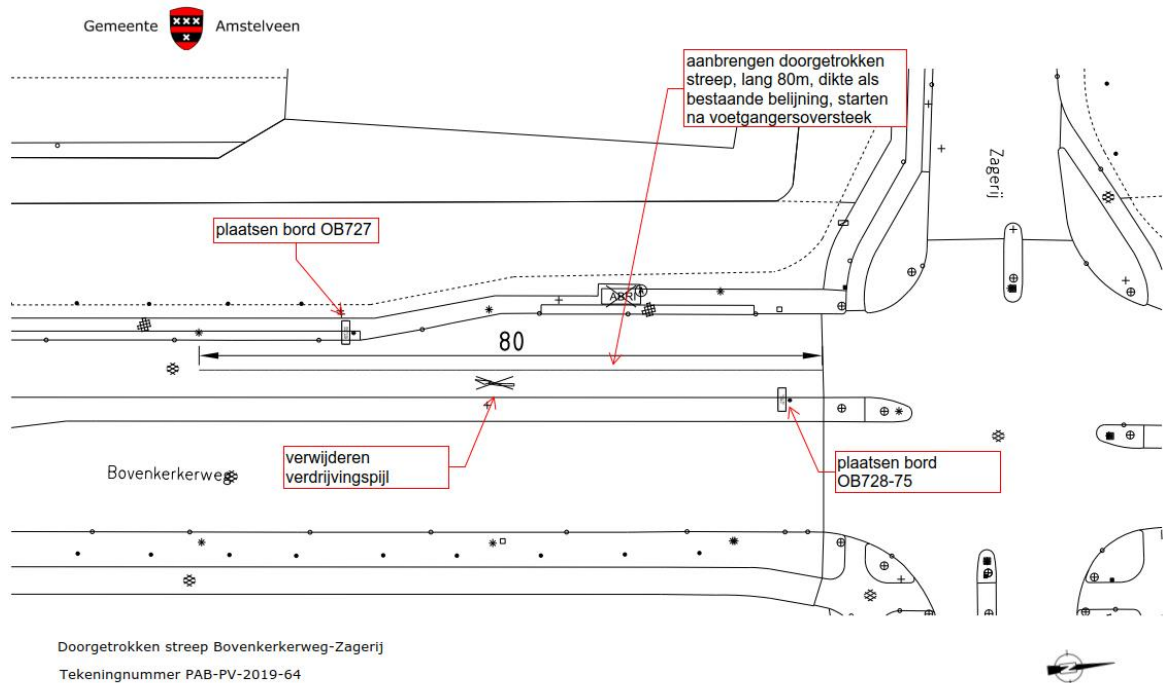 Gemeente Amstelveen
aanbrengen doorgetrokken
streep, lang 80m, dikte als
bestaande belijning, starten
na voetgangersoversteek
Zagerij
plaatsen bord OB727
ABRI
80
verwijderen
verdrijvingspijl
Bovenkerkerweg
plaatsen bord
OB728-75
Doorgetrokken streep Bovenkerkerweg-Zagerij
Tekeningnummer PAB-PV-2019-64